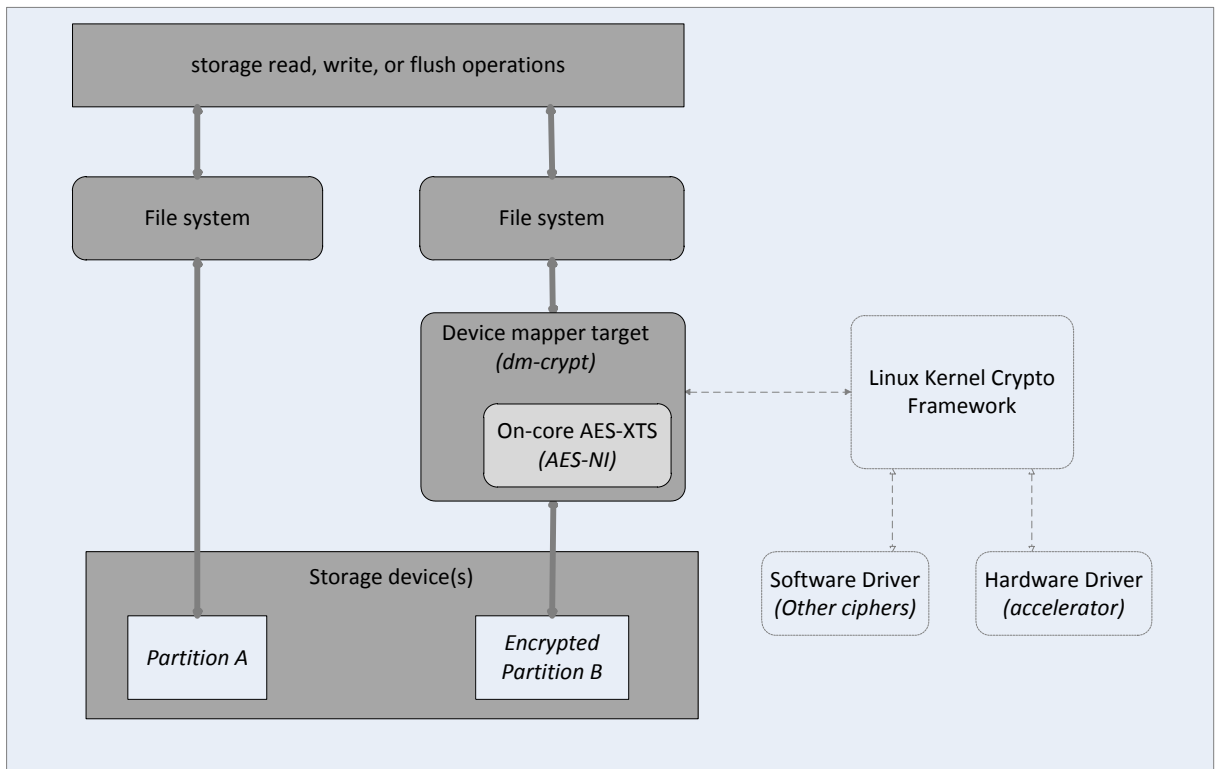 storage read, write, or flush operations
File system
File system
Device mapper target
(dm-crypt)
On-core AES-XTS
(AES-NI)
Linux Kernel Crypto
Framework
Storage device(s)
Partition A
Encrypted
Partition B
Software Driver
(Other ciphers)
Hardware Driver
(accelerator)